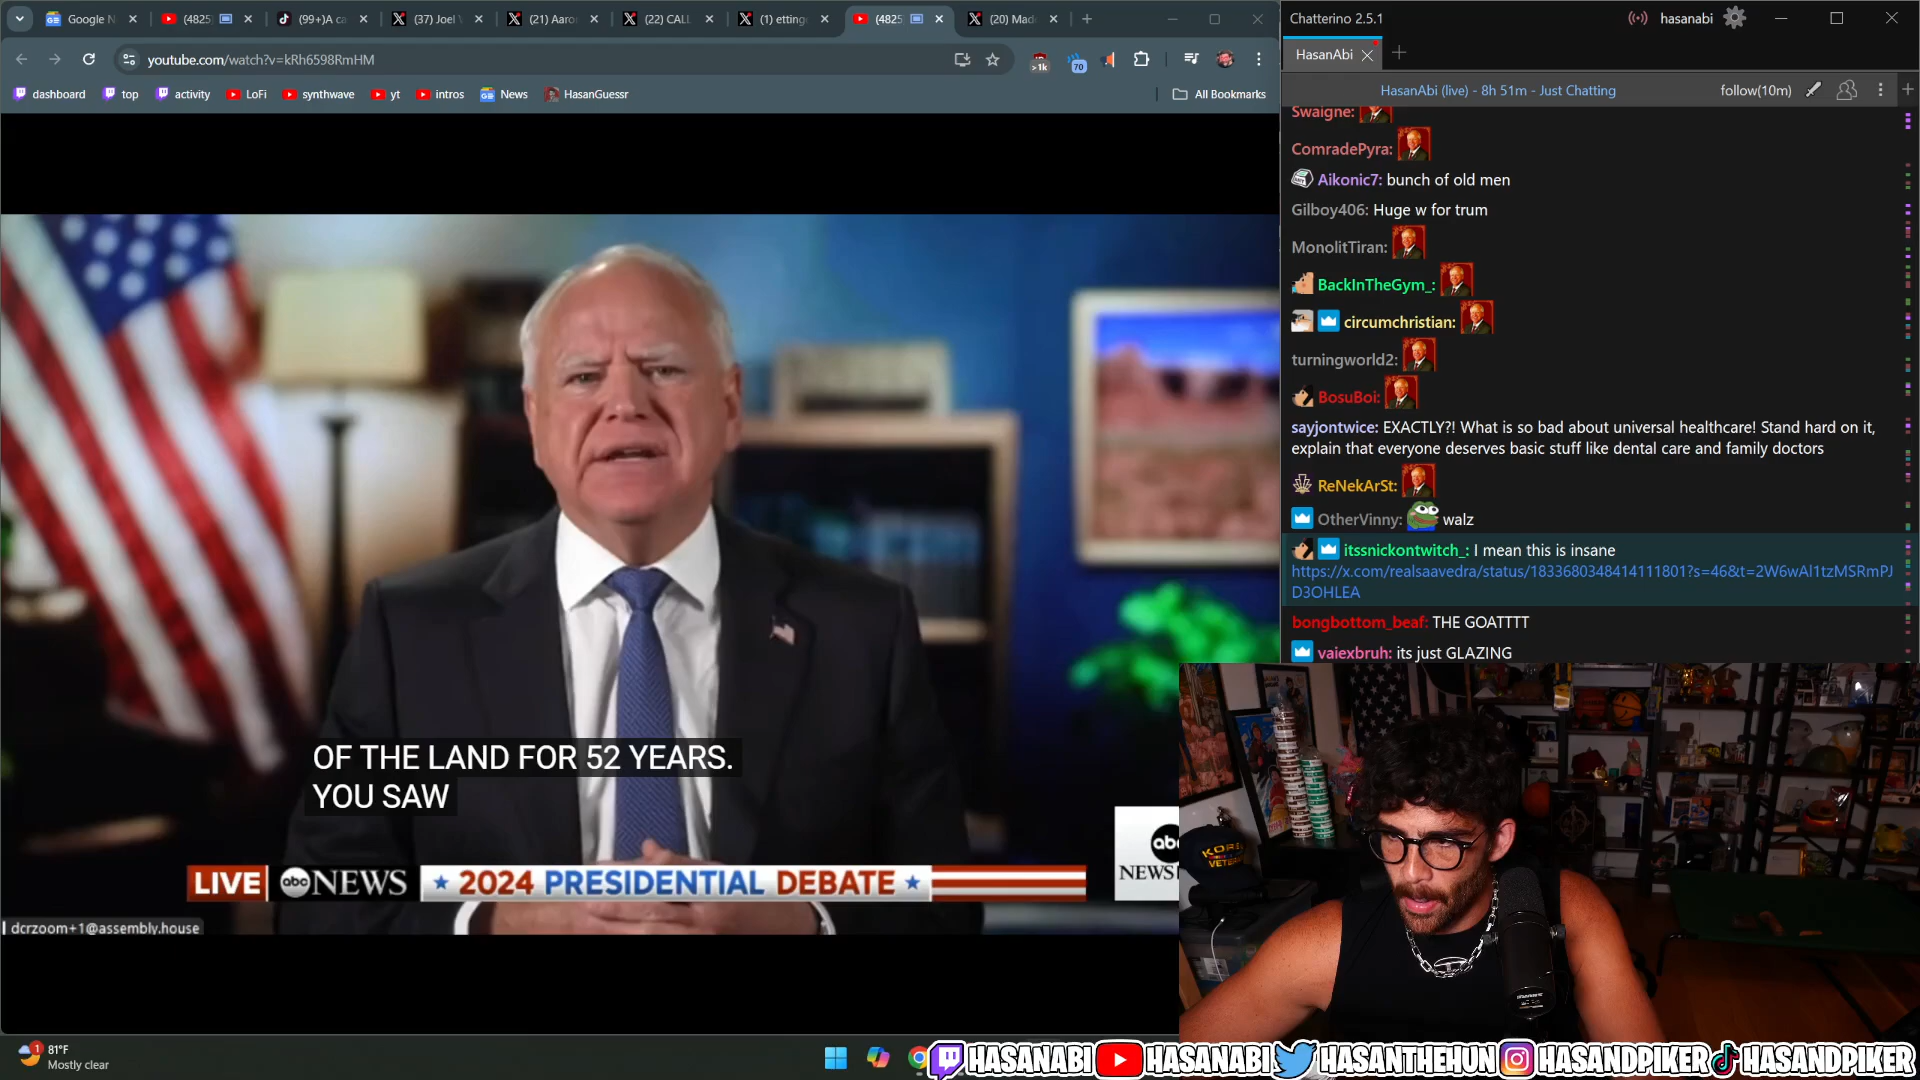 Google N
(4825
(99+)A ca
(37) Joel
(21) Aaro
(22) CALL
(1) etting
(4825
(20) Mad
youtube.com/watch?v=kRh6598RmHM
>1k
70
dashboard
top
activity
LoFi
synthwave
yt
intros
News
HasanGuessr
All Bookmarks
OF THE LAND FOR 52 YEARS.
YOU SAW
LIVE abc NEWS ★ 2024 PRESIDENTIAL DEBATE ★
abc
NEWS
dcrzoom+1@assembly.house
Chatterino 2.5.1
hasanabi
HasanAbi
HasanAbi (live) - 8h 51m - Just Chatting
follow(10m)
Swaigne:
ComradePyra:
Aikonic7: bunch of old men
Gilboy406: Huge w for trum
MonolitTiran:
BackInTheGym_:
circumchristian:
turningworld2:
BosuBoi:
sayjontwice: EXACTLY?! What is so bad about universal healthcare! Stand hard on it,
explain that everyone deserves basic stuff like dental care and family doctors
ReNekArSt:
OtherVinny: walz
itssnickontwitch_: I mean this is insane
https://x.com/realsaavedra/status/1833680348414111801?s=46&t=2W6wAl1tzMSRmPJ
D3OHLEA
bongbottom_beaf: THE GOATTTT
vaiexbruh: its just GLAZING
KOREA
VETERAN
1
81°F
Mostly clear
HASANABI
HASANABI
HASANTHEHUN
HASANDPIKER
HASANDPIKER